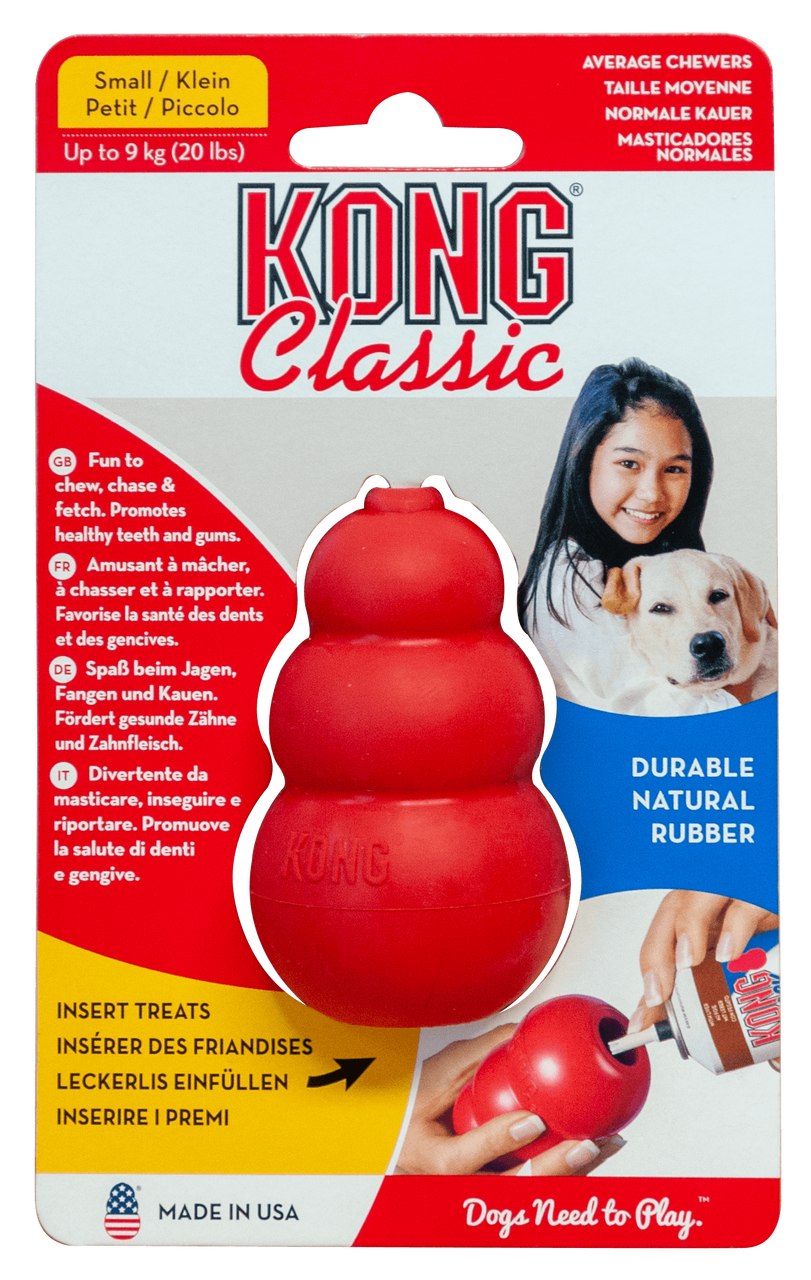 Small / Klein
Petit / Piccolo
Up to 9 kg (20 lbs)
AVERAGE CHEWERS
TAILLE MOYENNE
NORMALE KAUER
MASTICADORES
NORMALES
KONG®
Classic
GB Fun to
chew, chase &
fetch. Promotes
healthy teeth and gums.
FR Amusant à mâcher,
à chasser et à rapporter.
Favorise la santé des dents
et des gencives.
DE Spaß beim Jagen,
Fangen und Kauen.
Fördert gesunde Zähne
und Zahnfleisch.
IT Divertente da
masticare, inseguire e
riportare. Promuove
la salute di denti
e gengive.
KONG
DURABLE
NATURAL
RUBBER
INSERT TREATS
INSÉRER DES FRIANDISES
LECKERLIS EINFÜLLEN
INSERIRE I PREMI
KONG
MADE IN USA
Dogs Need to Play.™